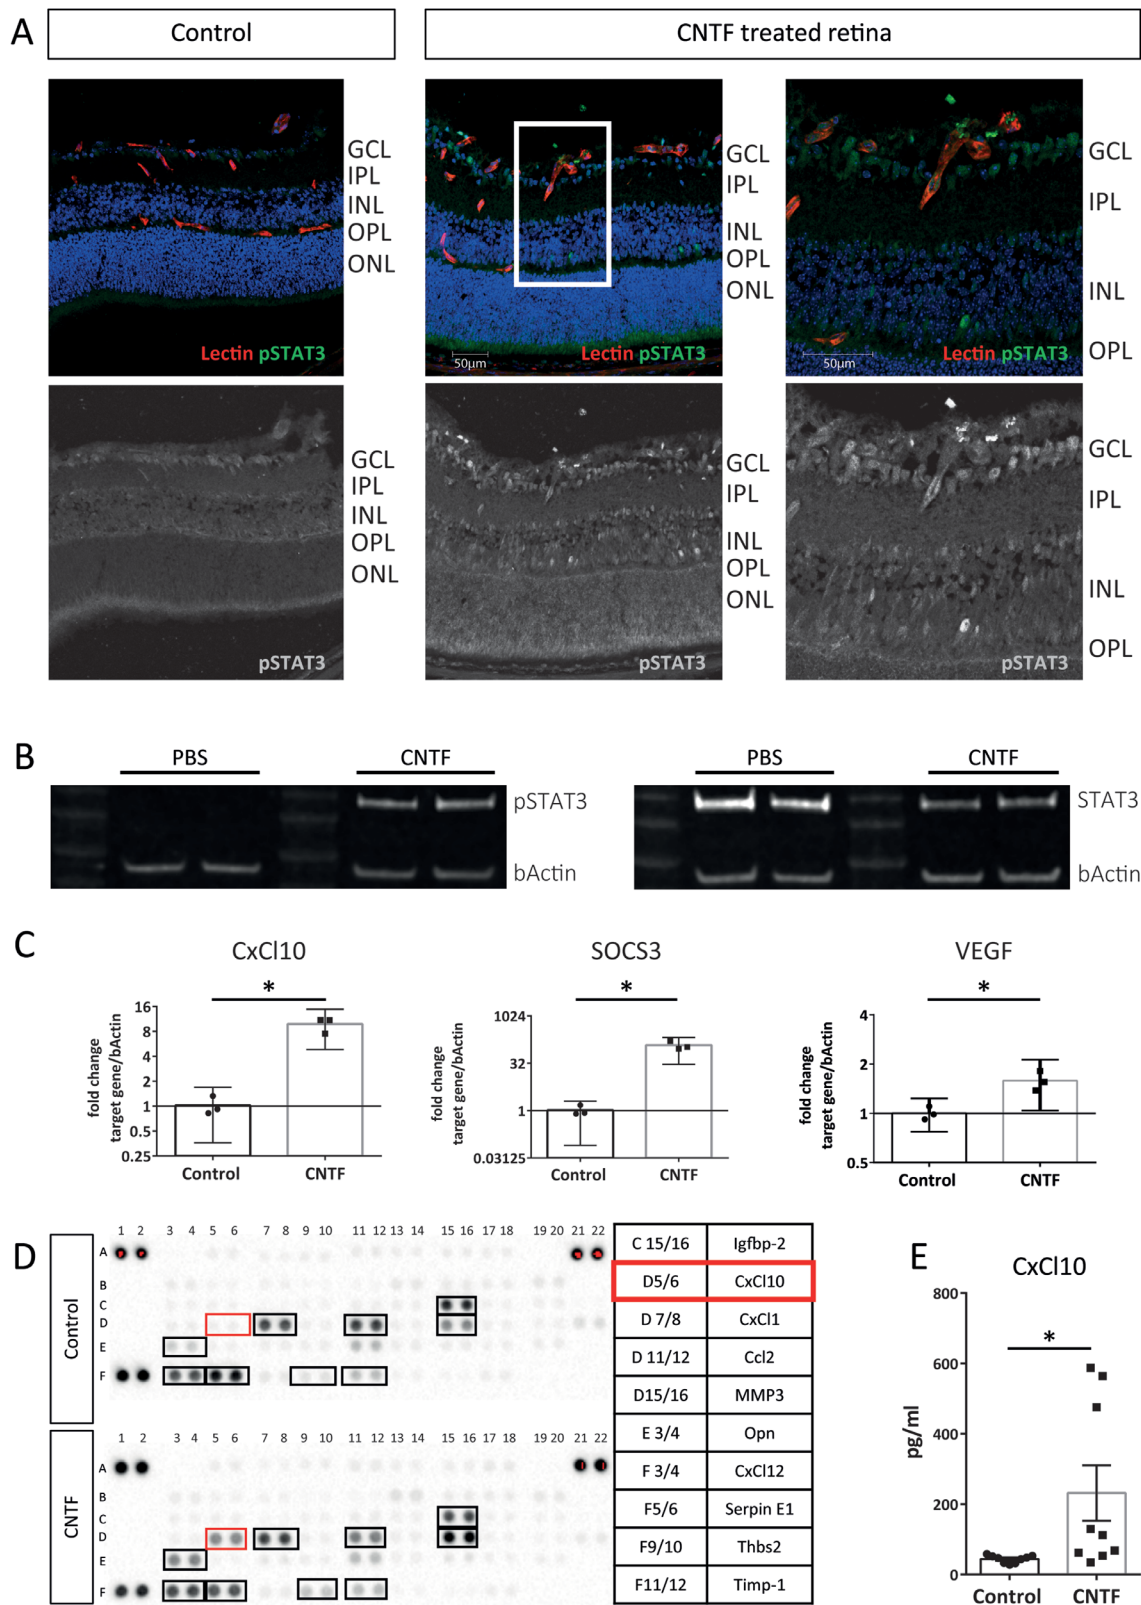 A
Control
CNTF treated retina
GCL
IPL
INL
OPL
ONL
Lectin pSTAT3
GCL
IPL
INL
OPL
ONL
50µm
Lectin pSTAT3
GCL
IPL
INL
OPL
50µm
Lectin pSTAT3
GCL
IPL
INL
OPL
ONL
pSTAT3
GCL
IPL
INL
OPL
ONL
pSTAT3
GCL
IPL
INL
OPL
pSTAT3
B
PBS
CNTF
pSTAT3
bActin
PBS
CNTF
STAT3
bActin
C
CxCl10
*
fold change
target gene/bActin
16
8
4
2
1
0.5
0.25
Control
CNTF
SOCS3
*
fold change
target gene/bActin
1024
32
1
0.03125
Control
CNTF
VEGF
*
fold change
target gene/bActin
4
2
1
0.5
Control
CNTF
D
Control
1 2 3 4 5 6 7 8 9 10 11 12 13 14 15 16 17 18 19 20 21 22
A
B
C
D
E
F
CNTF
1 2 3 4 5 6 7 8 9 10 11 12 13 14 15 16 17 18 19 20 21 22
A
B
C
D
E
F
C 15/16 Igfbp-2
D5/6 CxCl10
D 7/8 CxCl1
D 11/12 Ccl2
D15/16 MMP3
E 3/4 Opn
F 3/4 CxCl12
F5/6 Serpin E1
F9/10 Thbs2
F11/12 Timp-1
E
CxCl10
*
pg/ml
800
600
400
200
0
Control
CNTF